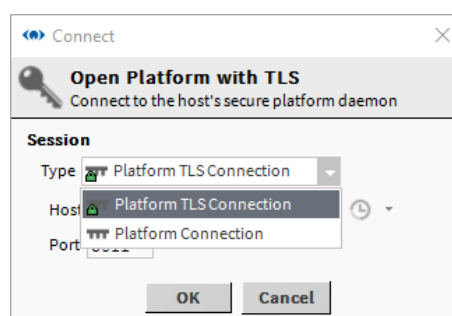 Connect
Open Platform with TLS
Connect to the host's secure platform daemon
Session
Type Platform TLS Connection
Platform TLS Connection
Host
Platform Connection
Port
OK Cancel